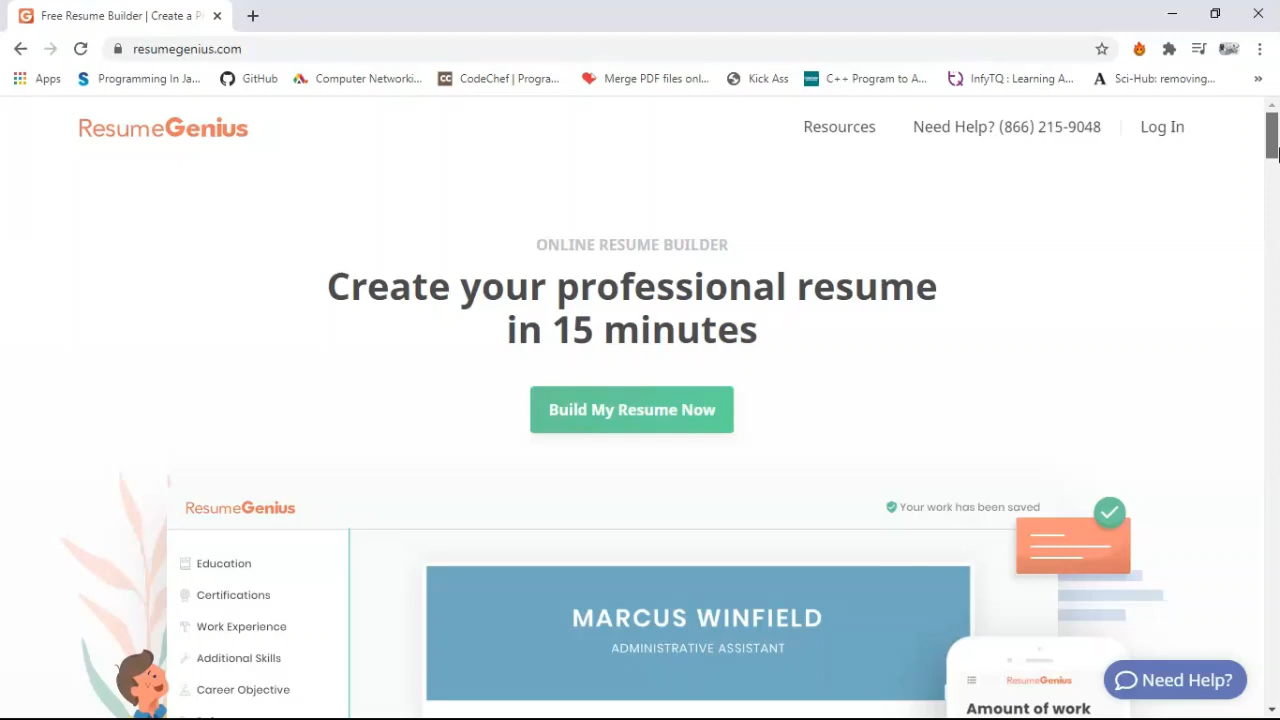 Free Resume Builder | Create a P
resumegenius.com
Apps
Programming In Ja...
GitHub
Computer Networki...
CodeChef | Progra...
Merge PDF files onl...
Kick Ass
C++ Program to A...
InfyTQ : Learning A...
Sci-Hub: removing...
»
ResumeGenius
Resources
Need Help? (866) 215-9048
Log In
ONLINE RESUME BUILDER
Create your professional resume
in 15 minutes
Build My Resume Now
ResumeGenius
Your work has been saved
Education
Certifications
Work Experience
Additional Skills
Career Objective
MARCUS WINFIELD
ADMINISTRATIVE ASSISTANT
ResumeGenius
Amount of work
Need Help?